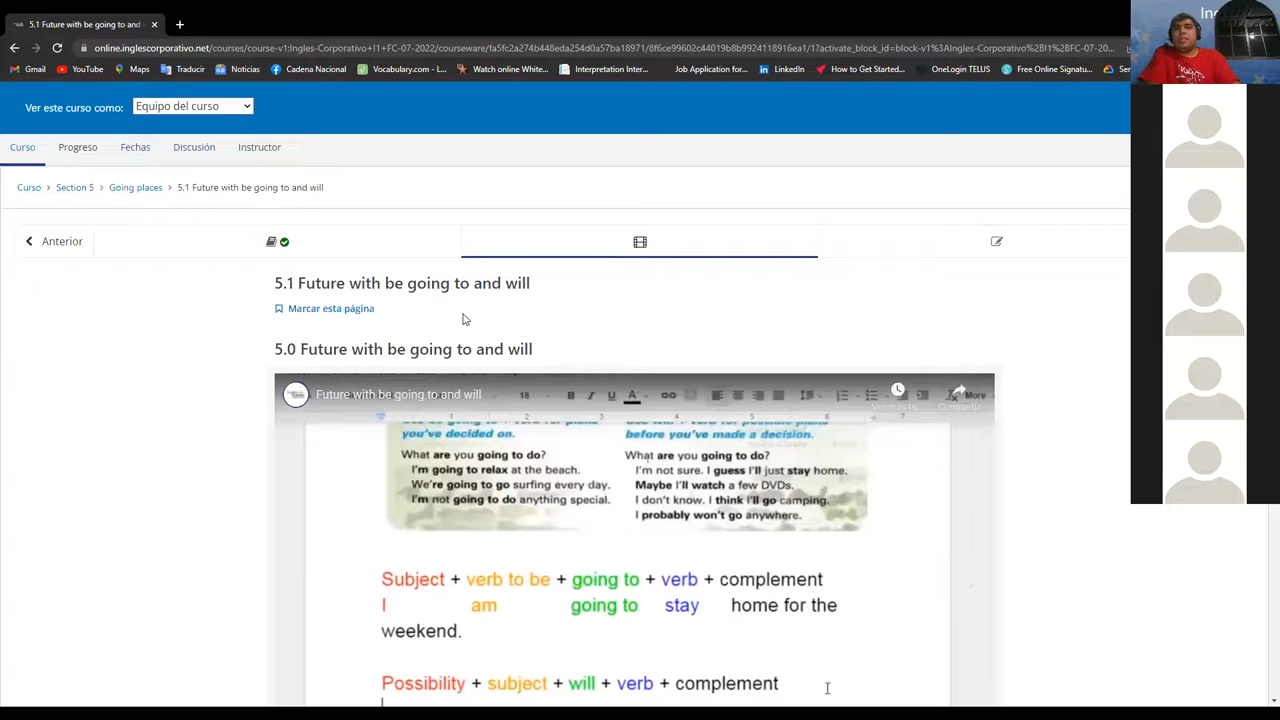 5.1 Future with be going to and
online.inglescorporativo.net/courses/course-v1:Ingles-Corporativo+I1+FC-07-2022/courseware/fa5fc2a274b448eda254d0a57ba18971/8f6ce99602c44019b8b9924118916ea1/1?activate_block_id=block-v1%3AIngles-Corporativo%2BI1%2BFC-07-20...
Gmail YouTube Maps Traducir Noticias Cadena Nacional Vocabulary.com - L... Watch online White... Interpretation Inter... Job Application for... LinkedIn How to Get Started... OneLogin TELUS Free Online Signatu... Ser
Ver este curso como: Equipo del curso
Curso Progreso Fechas Discusión Instructor
Curso > Section 5 > Going places > 5.1 Future with be going to and will
Anterior
5.1 Future with be going to and will
Marcar esta página
5.0 Future with be going to and will
Future with be going to and will
18 B I U A More
1 2 3 4 5 6 7
you've decided on. before you've made a decision.
What are you going to do? What are you going to do?
I'm going to relax at the beach. I'm not sure. I guess I'll just stay home.
We're going to go surfing every day. Maybe I'll watch a few DVDs.
I'm not going to do anything special. I don't know. I think I'll go camping.
I probably won't go anywhere.
Subject + verb to be + going to + verb + complement
I am going to stay home for the
weekend.
Possibility + subject + will + verb + complement